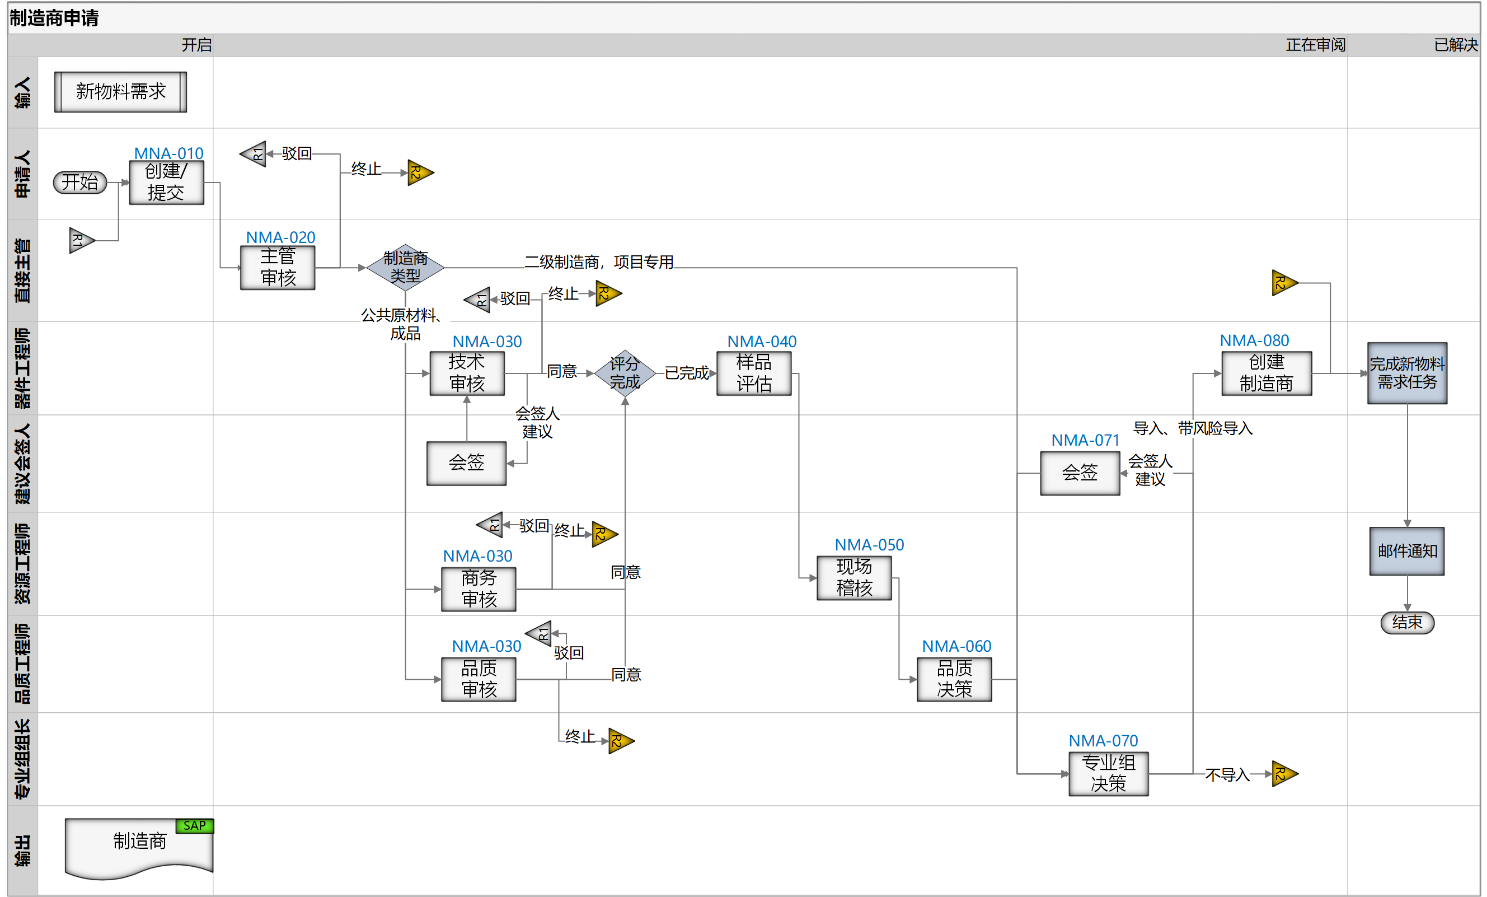 制造商申请
开启
正在审阅
已解决
输入
新物料需求
申请人
开始
MNA-010
创建/
提交
R1
驳回
终止
R2
R1
直接主管
NMA-020
主管
审核
制造商
类型
二级制造商，项目专用
公共原材料、
成品
R1
驳回
终止
R2
R2
器件工程师
NMA-030
技术
审核
同意
评分
完成
已完成
NMA-040
样品
评估
NMA-080
创建
制造商
完成新物料
需求任务
建议会签人
会签人
建议
会签
NMA-071
会签
会签人
建议
导入、带风险导入
资源工程师
R1
驳回
终止
R2
NMA-030
商务
审核
同意
NMA-050
现场
稽核
邮件通知
品质工程师
R1
驳回
NMA-030
品质
审核
同意
NMA-060
品质
决策
结束
专业组组长
终止
R2
NMA-070
专业组
决策
不导入
R2
输出
SAP
制造商